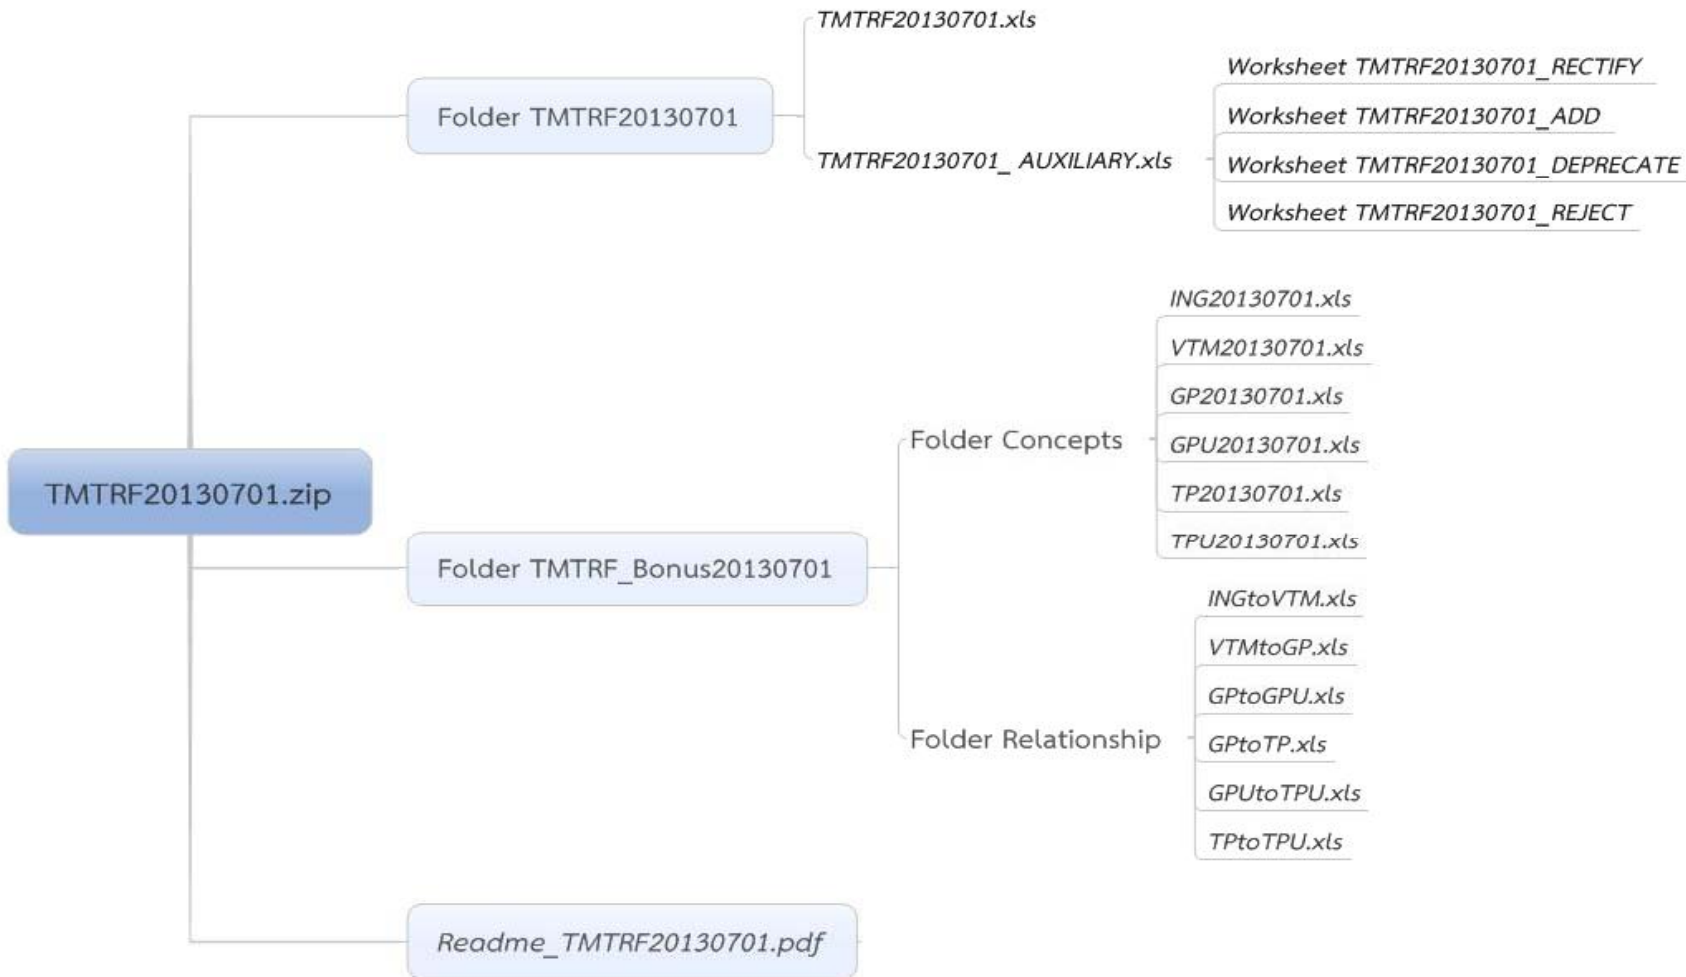 TMTRF20130701.zip
Folder TMTRF20130701
TMTRF20130701.xls
TMTRF20130701_ AUXILIARY.xls
Worksheet TMTRF20130701_RECTIFY
Worksheet TMTRF20130701_ADD
Worksheet TMTRF20130701_DEPRECATE
Worksheet TMTRF20130701_REJECT
Folder TMTRF_Bonus20130701
Folder Concepts
ING20130701.xls
VTM20130701.xls
GP20130701.xls
GPU20130701.xls
TP20130701.xls
TPU20130701.xls
Folder Relationship
INGtoVTM.xls
VTMtoGP.xls
GPtoGPU.xls
GPtoTP.xls
GPUtoTPU.xls
TPtoTPU.xls
Readme_TMTRF20130701.pdf